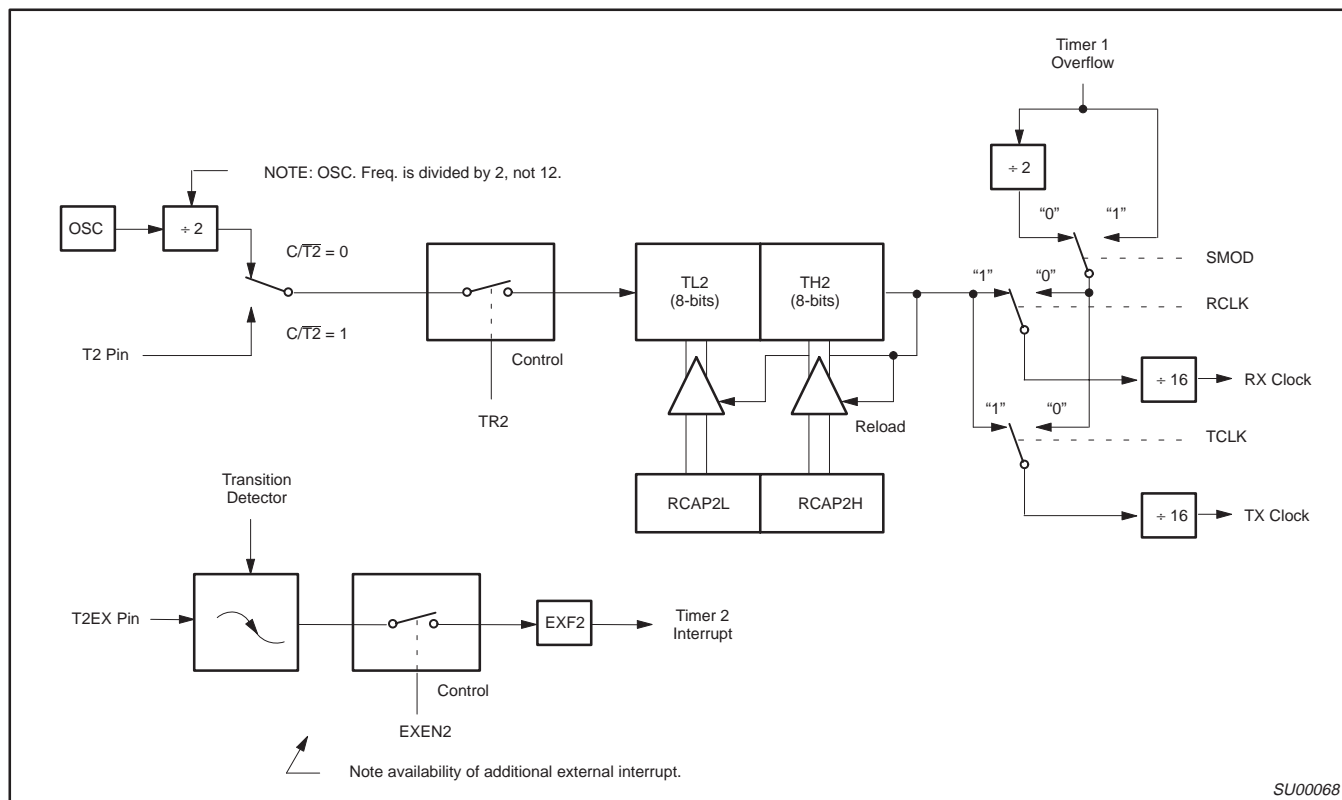 Timer 1
Overflow
÷ 2
NOTE: OSC. Freq. is divided by 2, not 12.
“0”
“1”
OSC
÷ 2
C/T2 = 0
TL2
(8-bits)
TH2
(8-bits)
SMOD
“1”
“0”
RCLK
C/T2 = 1
T2 Pin
Control
÷ 16
RX Clock
TR2
Reload
“1”
“0”
TCLK
Transition
Detector
RCAP2L
RCAP2H
÷ 16
TX Clock
T2EX Pin
EXF2
Timer 2
Interrupt
Control
EXEN2
Note availability of additional external interrupt.
SU00068